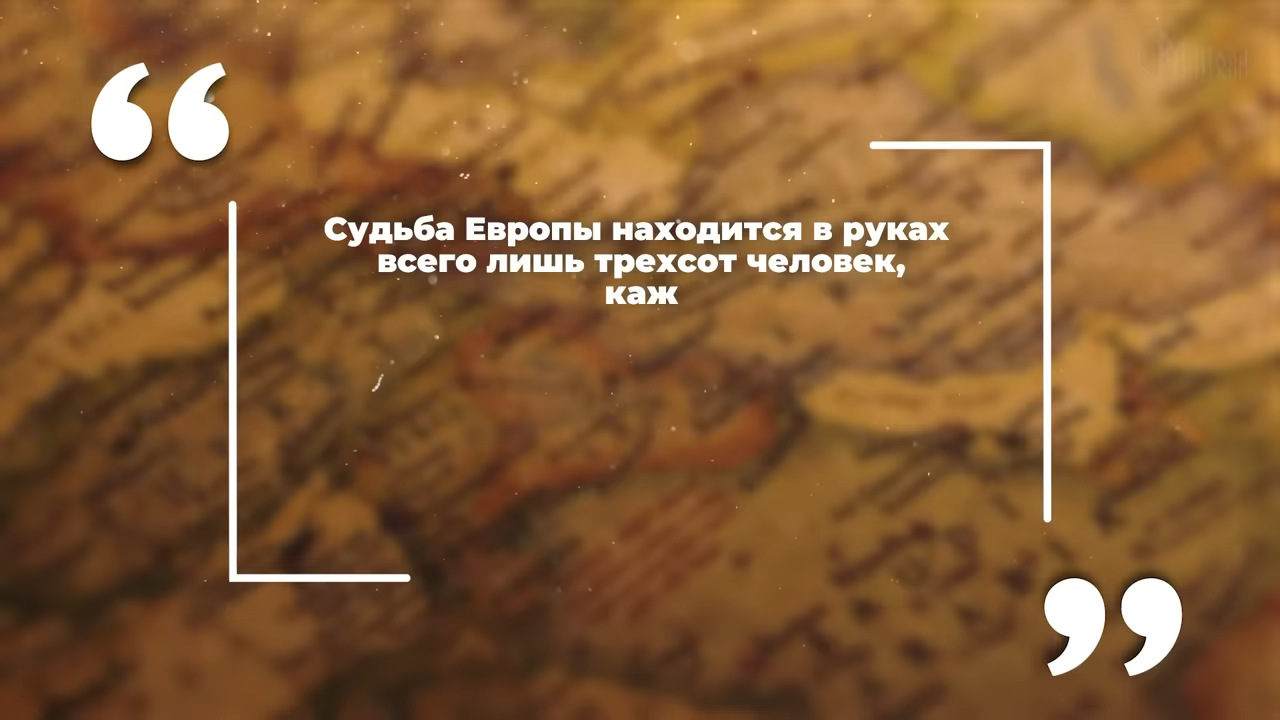 Судьба Европы находится в руках
всего лишь трехсот человек,
каж